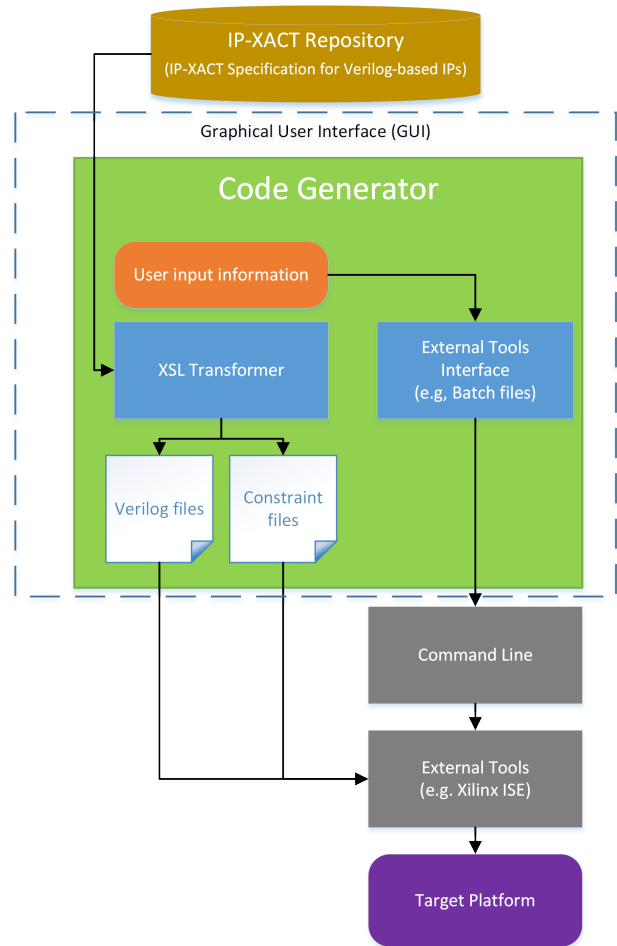 IP-XACT Repository
(IP-XACT Specification for Verilog-based IPs)
Graphical User Interface (GUI)
Code Generator
User input information
XSL Transformer
External Tools
Interface
(e.g, Batch files)
Verilog files
Constraint
files
Command Line
External Tools
(e.g. Xilinx ISE)
Target Platform